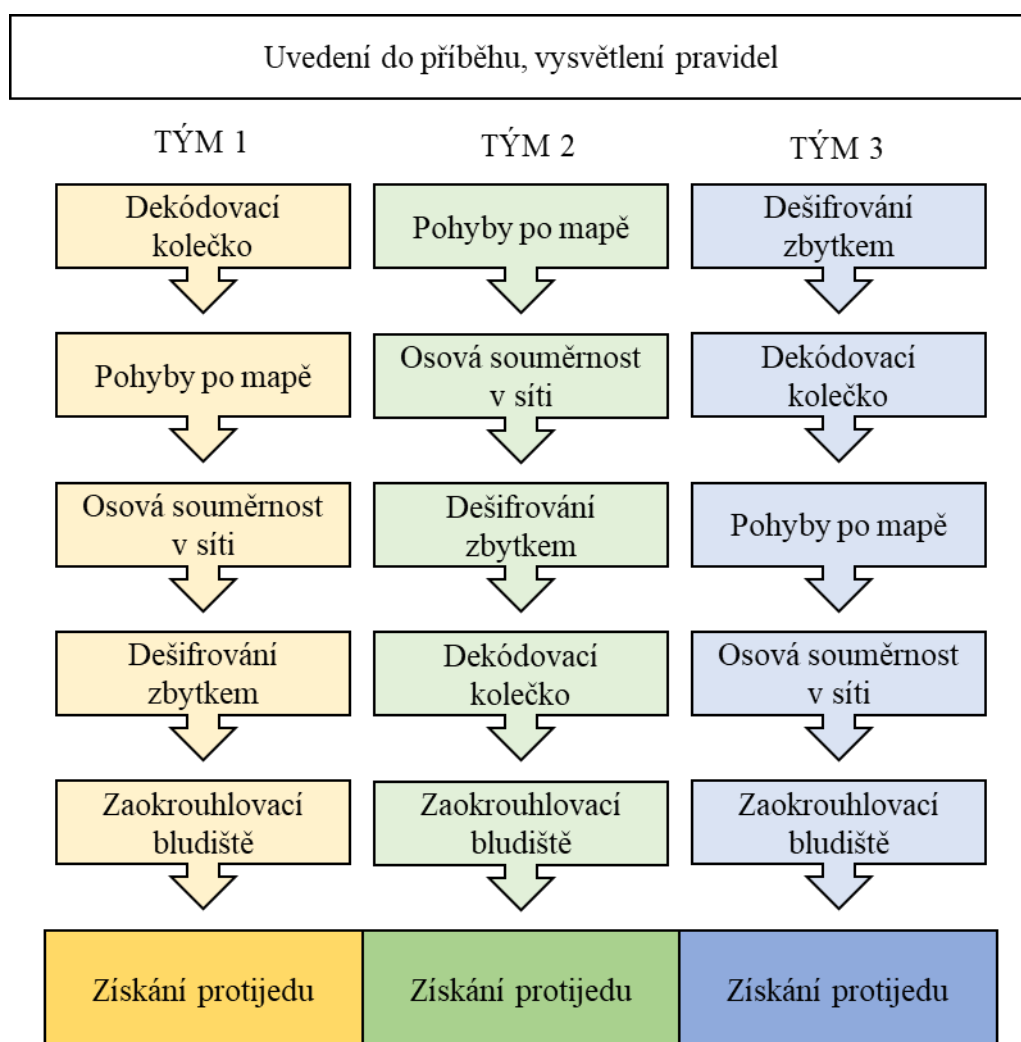 Uvedení do příběhu, vysvětlení pravidel
TÝM 1
TÝM 2
TÝM 3
Dekódovací
kolečko
Pohyby po mapě
Dešifrování
zbytkem
Pohyby po mapě
Osová souměrnost
v síti
Dekódovací
kolečko
Osová souměrnost
v síti
Dešifrování
zbytkem
Pohyby po mapě
Dešifrování
zbytkem
Dekódovací
kolečko
Osová souměrnost
v síti
Zaokrouhlovací
bludiště
Zaokrouhlovací
bludiště
Zaokrouhlovací
bludiště
Získání protijedu
Získání protijedu
Získání protijedu